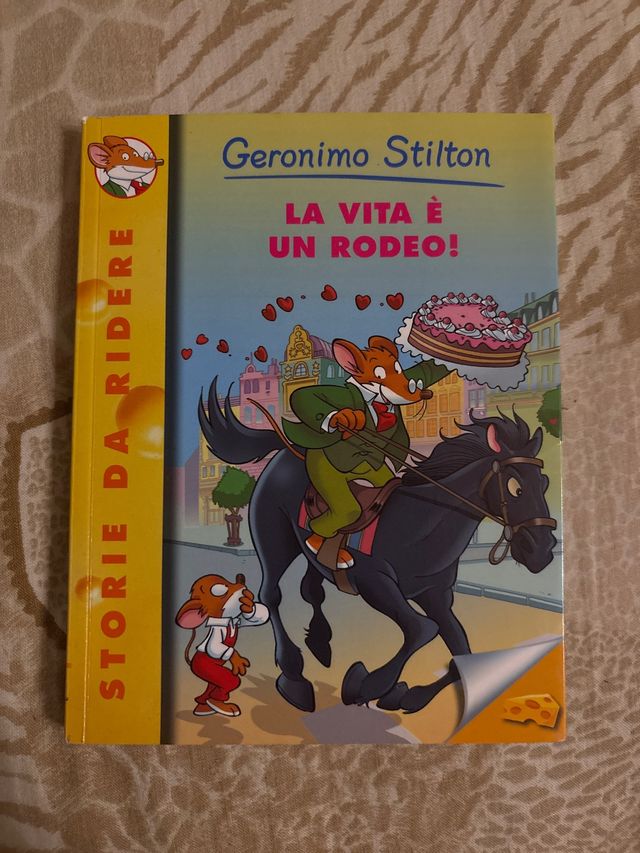 Geronimo Stilton
LA VITA È
UN RODEO!
STORIE DA RIDERE